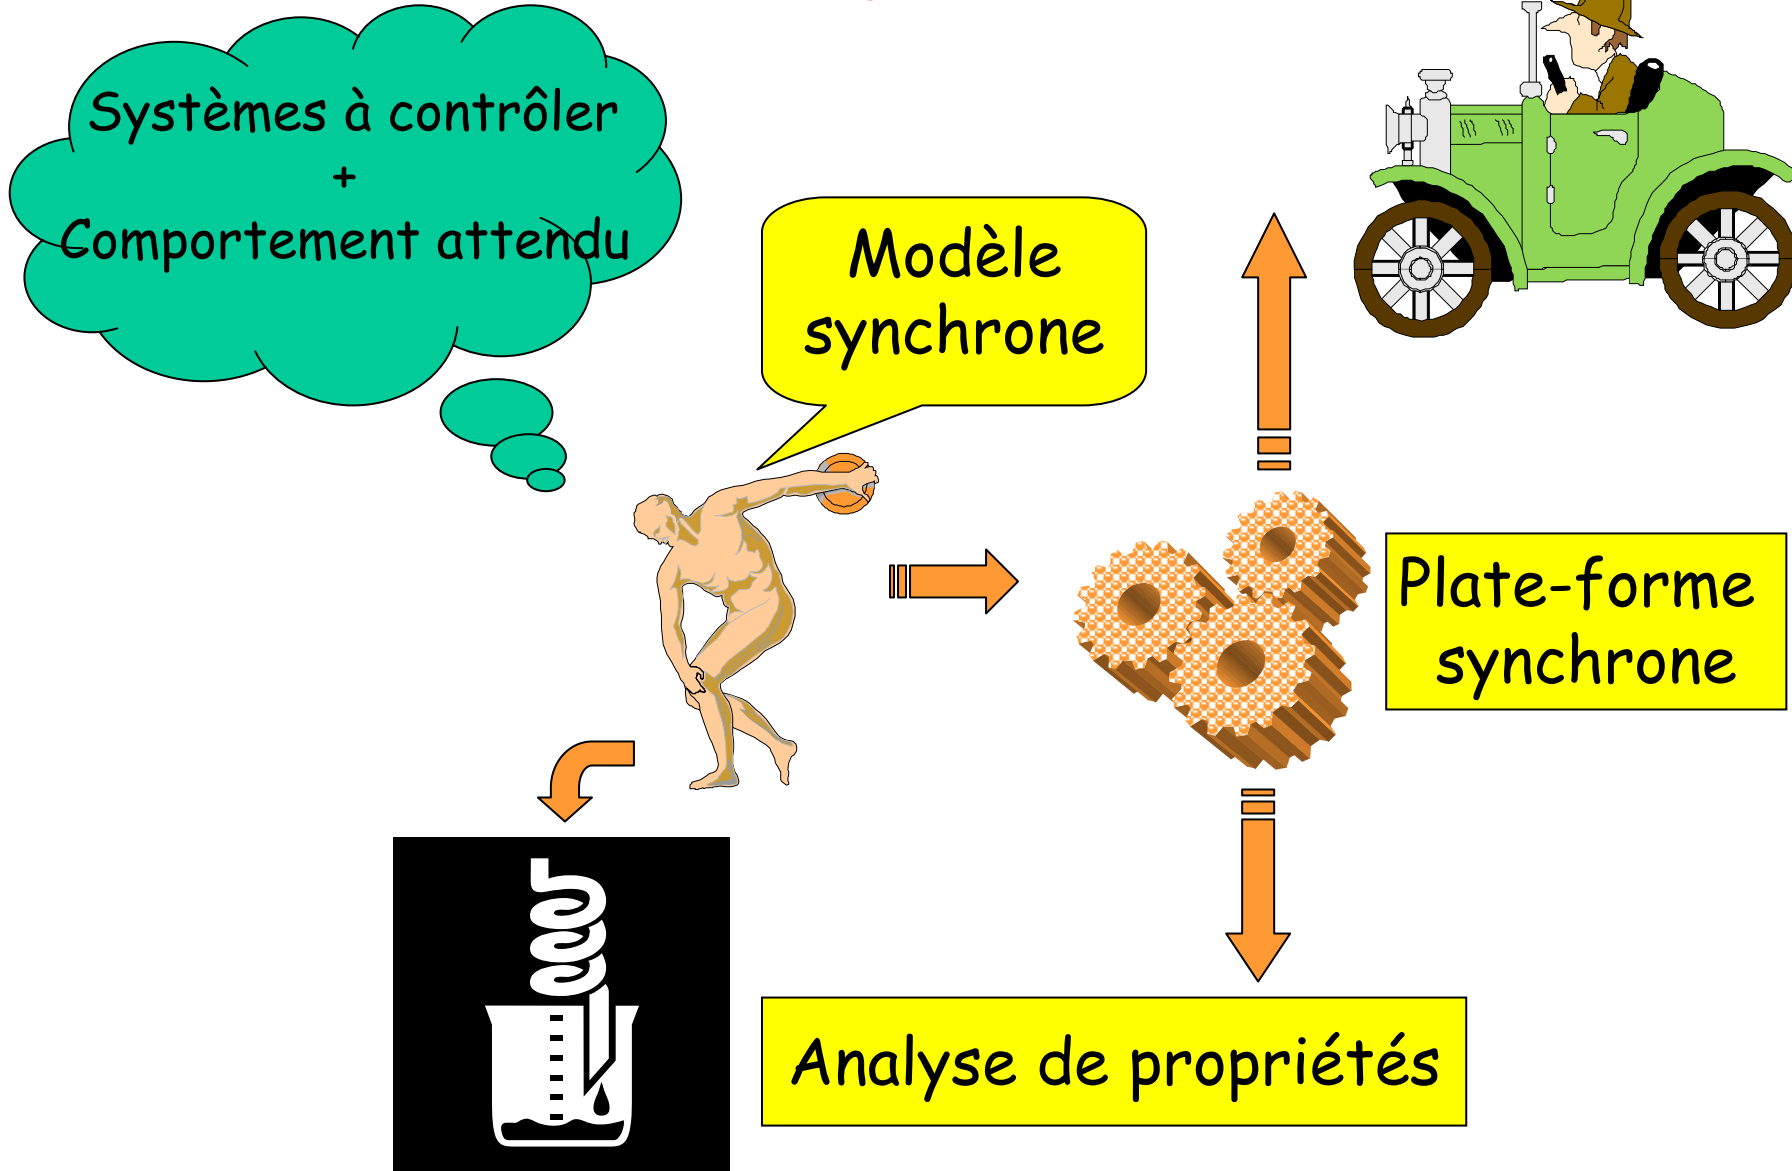 Systèmes à contrôler
+
Comportement attendu
Modèle
synchrone
Plate-forme
synchrone
Analyse de propriétés